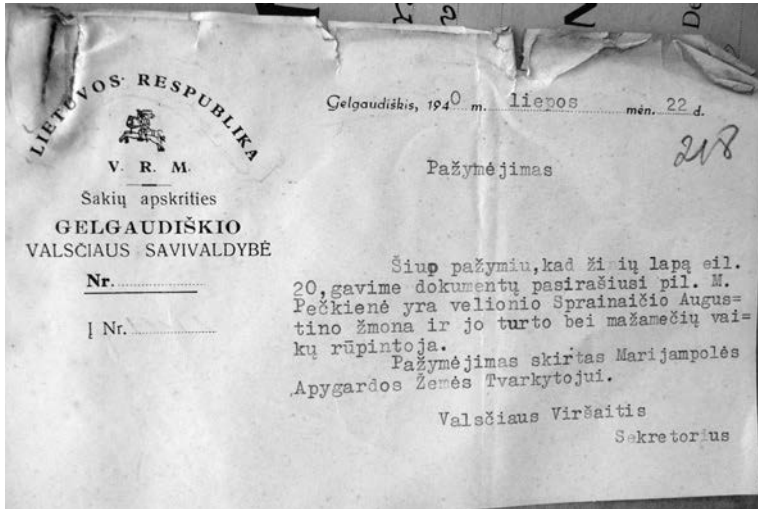 LIETUVOS RESPUBLIKA
V. R. M.
Šakių apskrities
GELGAUDIŠKIO
VALSČIAUS SAVIVALDYBĖ
Nr.
Į Nr.
Gelgaudiškis, 1940 m. liepos mėn. 22 d.
218
Pažymėjimas
Šiuo pažymiu,kad žinių lapą eil.
20,gavime dokumentų pasirašiusi pil. M.
Pečkienė yra velionio Sprainaičio Augus=
tino žmona ir jo turto bei mažamečių vai=
kų rūpintoja.
Pažymėjimas skirtas Marijampolės
Apygardos Žemės Tvarkytojui.
Valsčiaus Viršaitis
Sekretorius
De